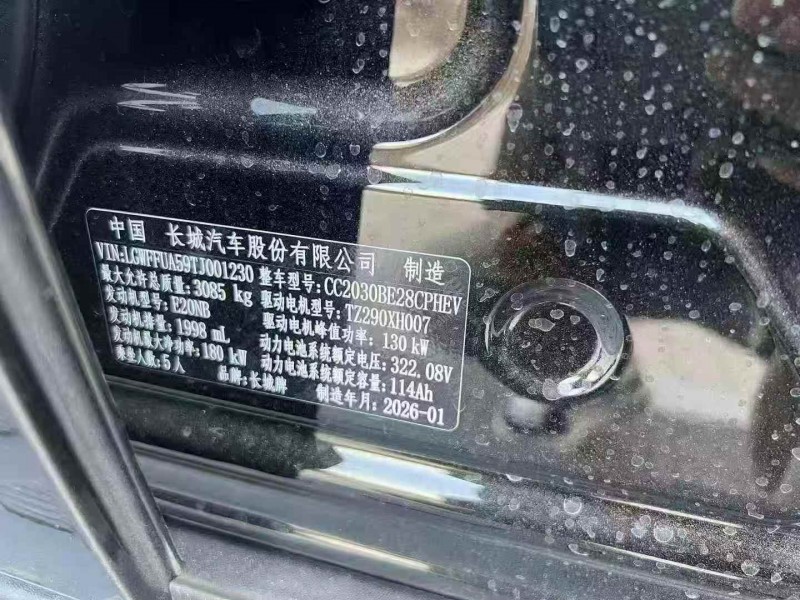 中国 长城汽车股份有限公司 制造
VIN:LGWFFUA59TJ001230 整车型号:CC2030BE28CPHEV
最大允许总质量:3085 kg 驱动电机型号:TZ290XH007
发动机型号:E20NB 驱动电机峰值功率:130 kW
发动机排量:1998 mL 动力电池系统额定电压:322.08V
发动机最大净功率:180 kW 动力电池系统额定容量:114Ah
乘坐人数:5人 品牌:长城牌 制造年月:2026-01